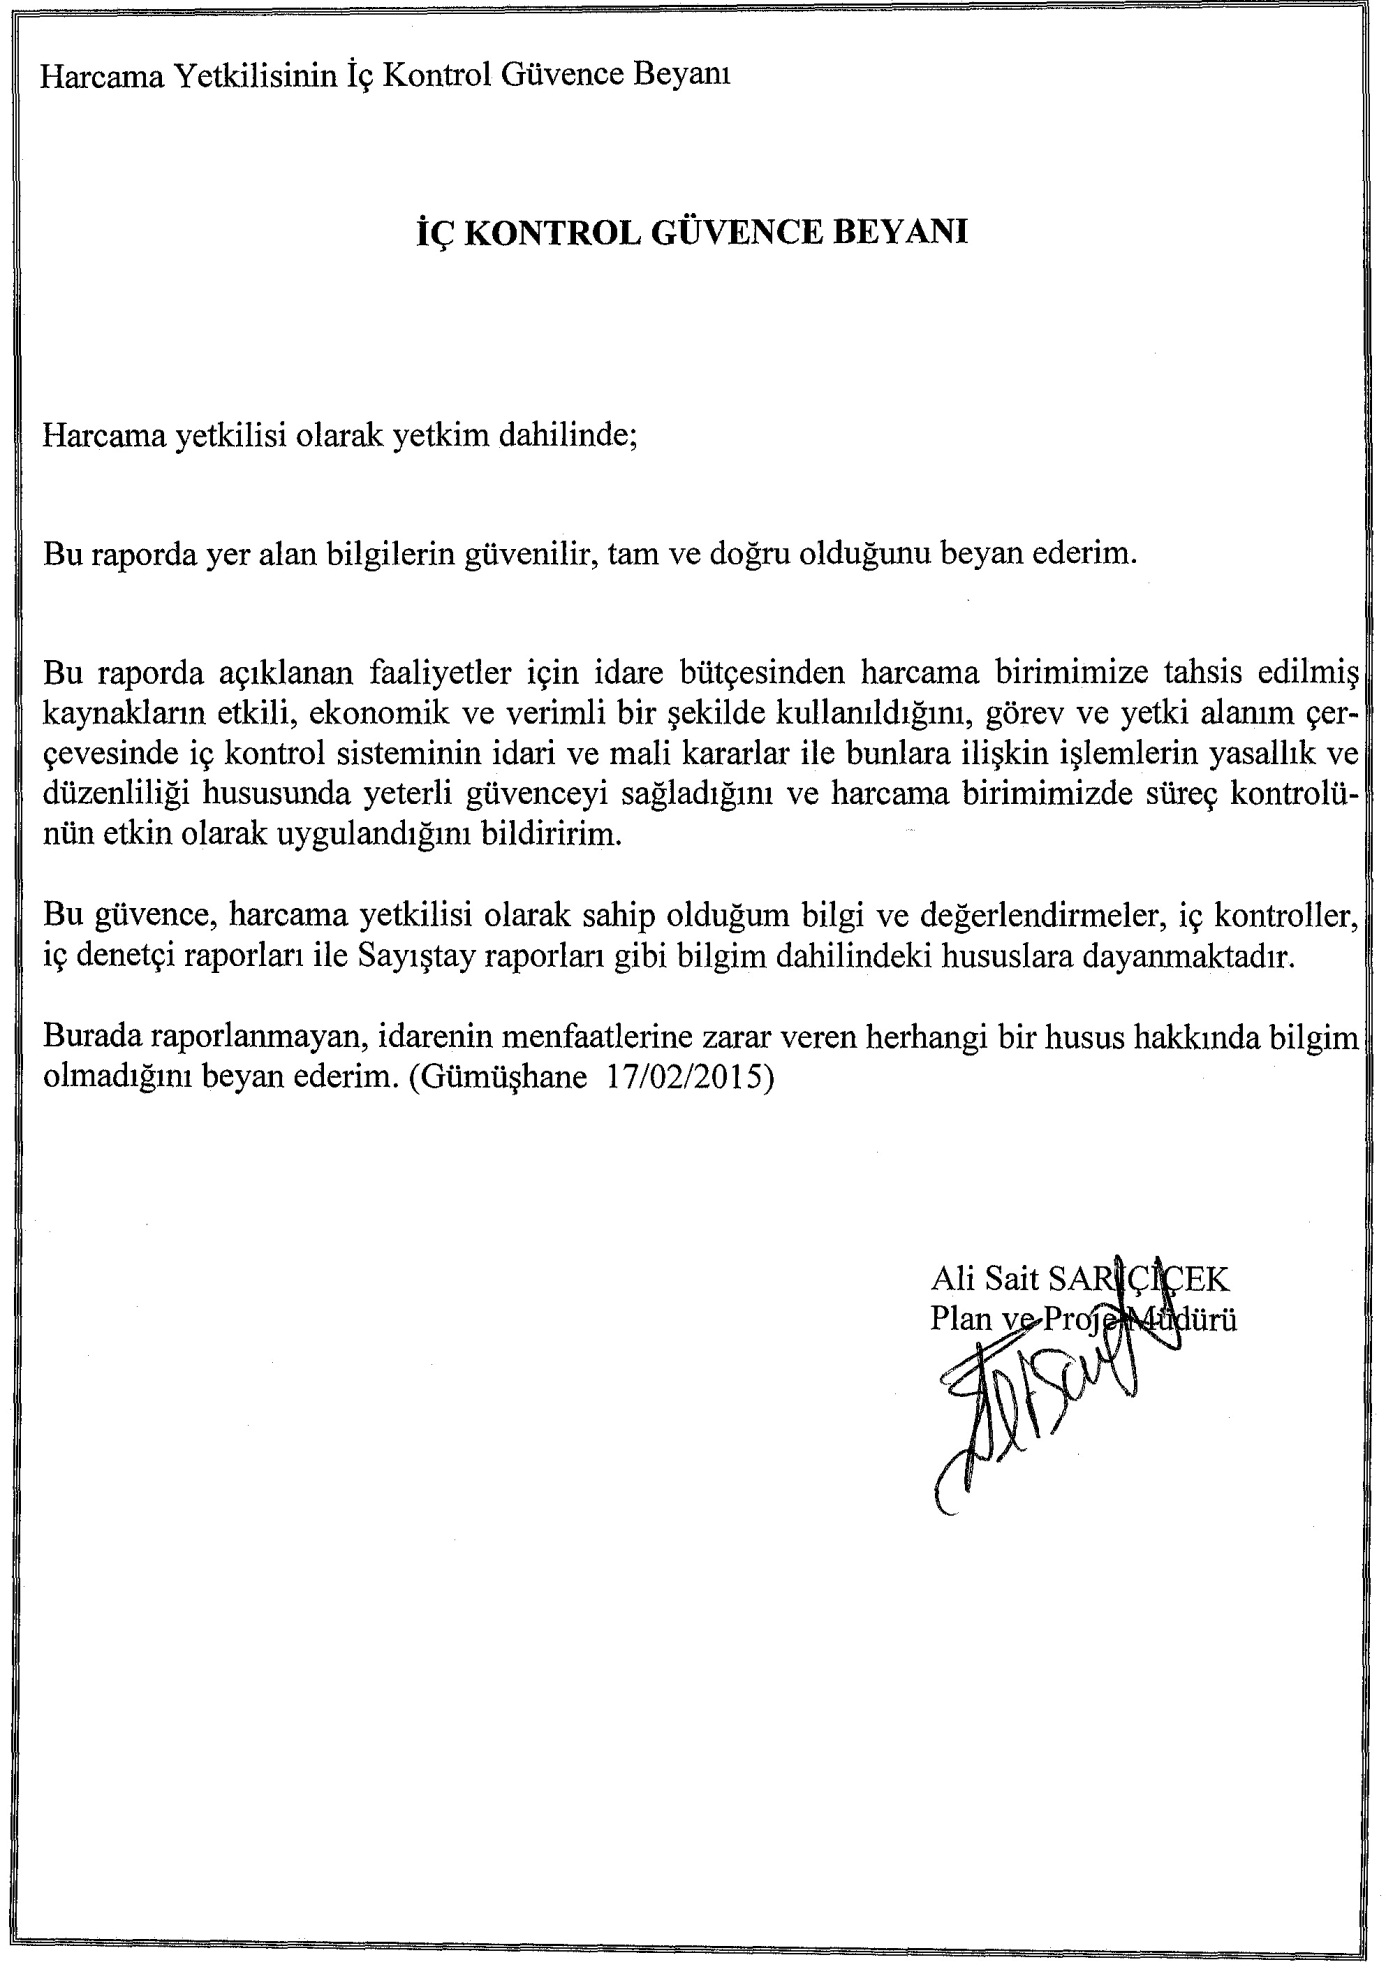 Harcama Yetkilisinin İç Kontrol Güvence Beyanı
İÇ KONTROL GÜVENCE BEYANI
Harcama yetkilisi olarak yetkim dahilinde;
Bu raporda yer alan bilgilerin güvenilir, tam ve doğru olduğunu beyan ederim.
Bu raporda açıklanan faaliyetler için idare bütçesinden harcama birimimize tahsis edilmiş
kaynakların etkili, ekonomik ve verimli bir şekilde kullanıldığını, görev ve yetki alanım çer-
çevesinde iç kontrol sisteminin idari ve mali kararlar ile bunlara ilişkin işlemlerin yasallık ve
düzenliliği hususunda yeterli güvenceyi sağladığını ve harcama birimimizde süreç kontrolü-
nün etkin olarak uygulandığını bildiririm.
Bu güvence, harcama yetkilisi olarak sahip olduğum bilgi ve değerlendirmeler, iç kontroller,
iç denetçi raporları ile Sayıştay raporları gibi bilgim dahilindeki hususlara dayanmaktadır.
Burada raporlanmayan, idarenin menfaatlerine zarar veren herhangi bir husus hakkında bilgim
olmadığını beyan ederim. (Gümüşhane 17/02/2015)
Ali Sait SARIÇİÇEK
Plan ve Proje Müdürü